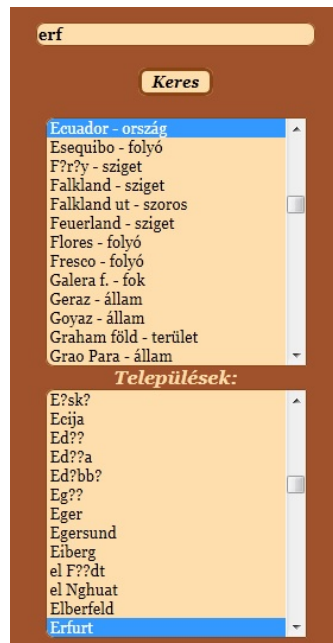 erf
Keres
Ecuador - ország
Esequibo - folyó
F?r?y - sziget
Falkland - sziget
Falkland ut - szoros
Feuerland - sziget
Flores - folyó
Fresco - folyó
Galera f. - fok
Geraz - állam
Goyaz - állam
Graham föld - terület
Grao Para - állam
Települések:
E?sk?
Ecija
Ed??
Ed??a
Ed?bb?
Eg??
Eger
Egersund
Eiberg
el F??dt
el Nghuat
Elberfeld
Erfurt